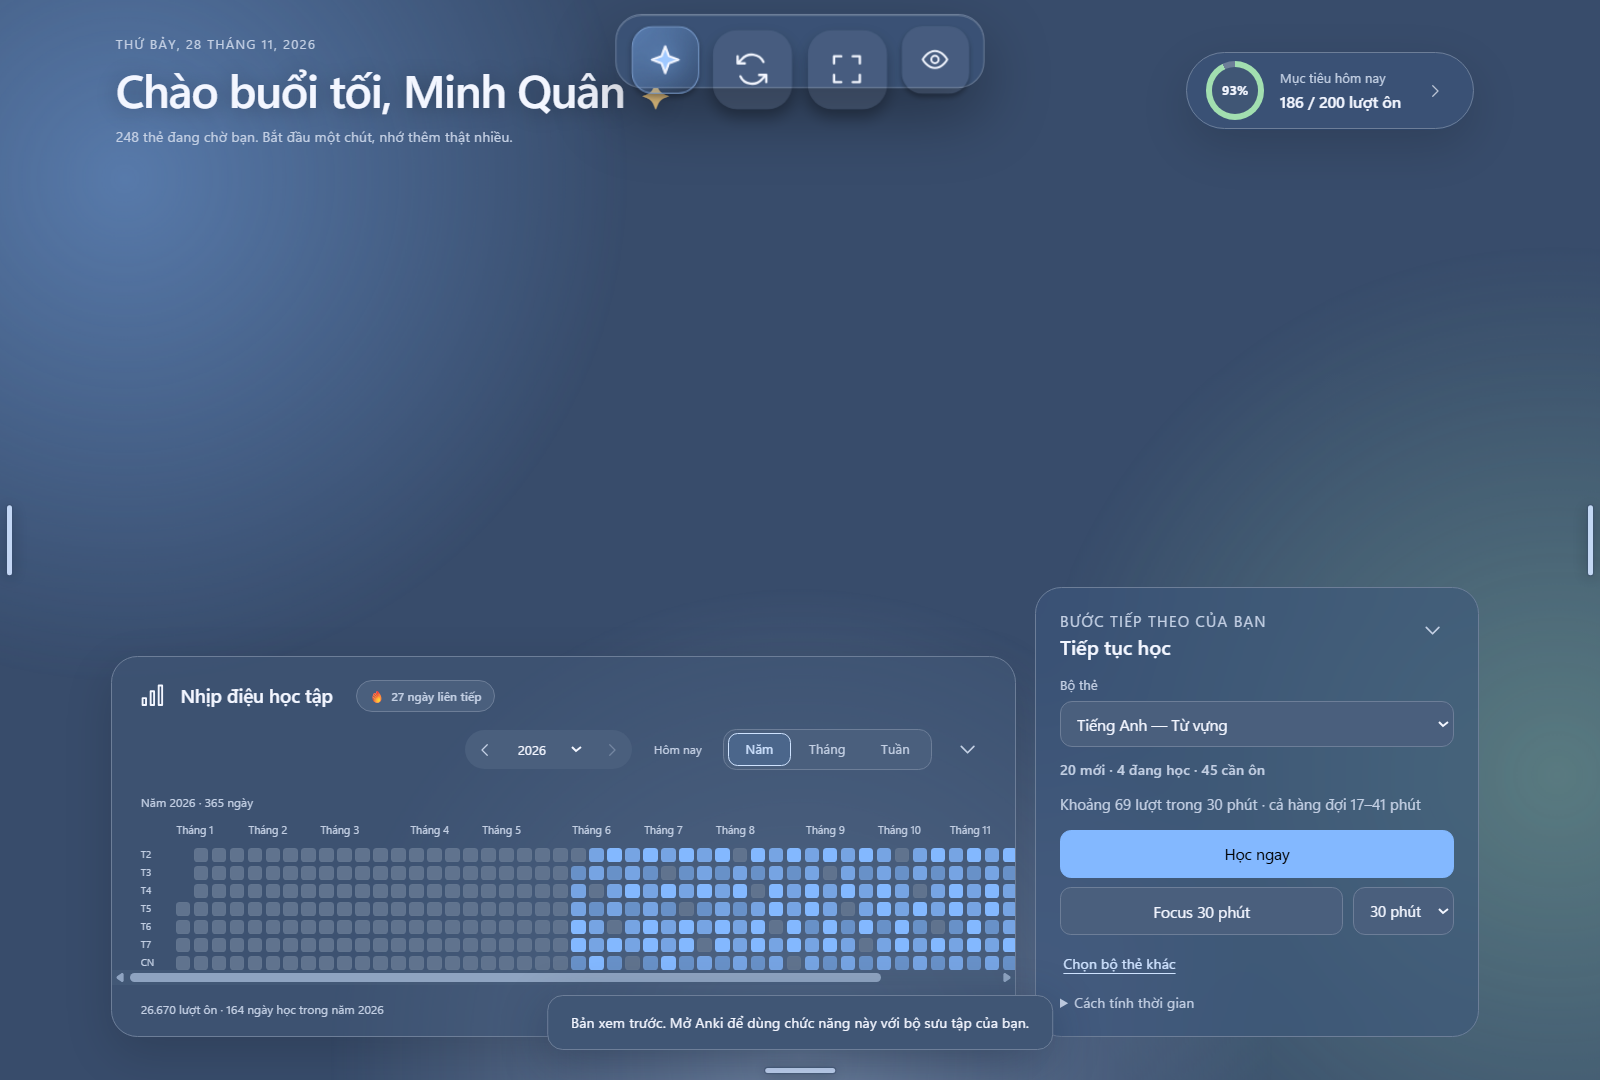 THỨ BẢY, 28 THÁNG 11, 2026
Chào buổi tối, Minh Quân
248 thẻ đang chờ bạn. Bắt đầu một chút, nhớ thêm thật nhiều.
93%
Mục tiêu hôm nay
186 / 200 lượt ôn
Nhịp điệu học tập
27 ngày liên tiếp
2026
Hôm nay
Năm
Tháng
Tuần
Năm 2026 · 365 ngày
Tháng 1 Tháng 2 Tháng 3 Tháng 4 Tháng 5 Tháng 6 Tháng 7 Tháng 8 Tháng 9 Tháng 10 Tháng 11
T2
T3
T4
T5
T6
T7
CN
26.670 lượt ôn · 164 ngày học trong năm 2026
BƯỚC TIẾP THEO CỦA BẠN
Tiếp tục học
Bộ thẻ
Tiếng Anh — Từ vựng
20 mới · 4 đang học · 45 cần ôn
Khoảng 69 lượt trong 30 phút · cả hàng đợi 17–41 phút
Học ngay
Focus 30 phút
30 phút
Chọn bộ thẻ khác
Cách tính thời gian
Bản xem trước. Mở Anki để dùng chức năng này với bộ sưu tập của bạn.